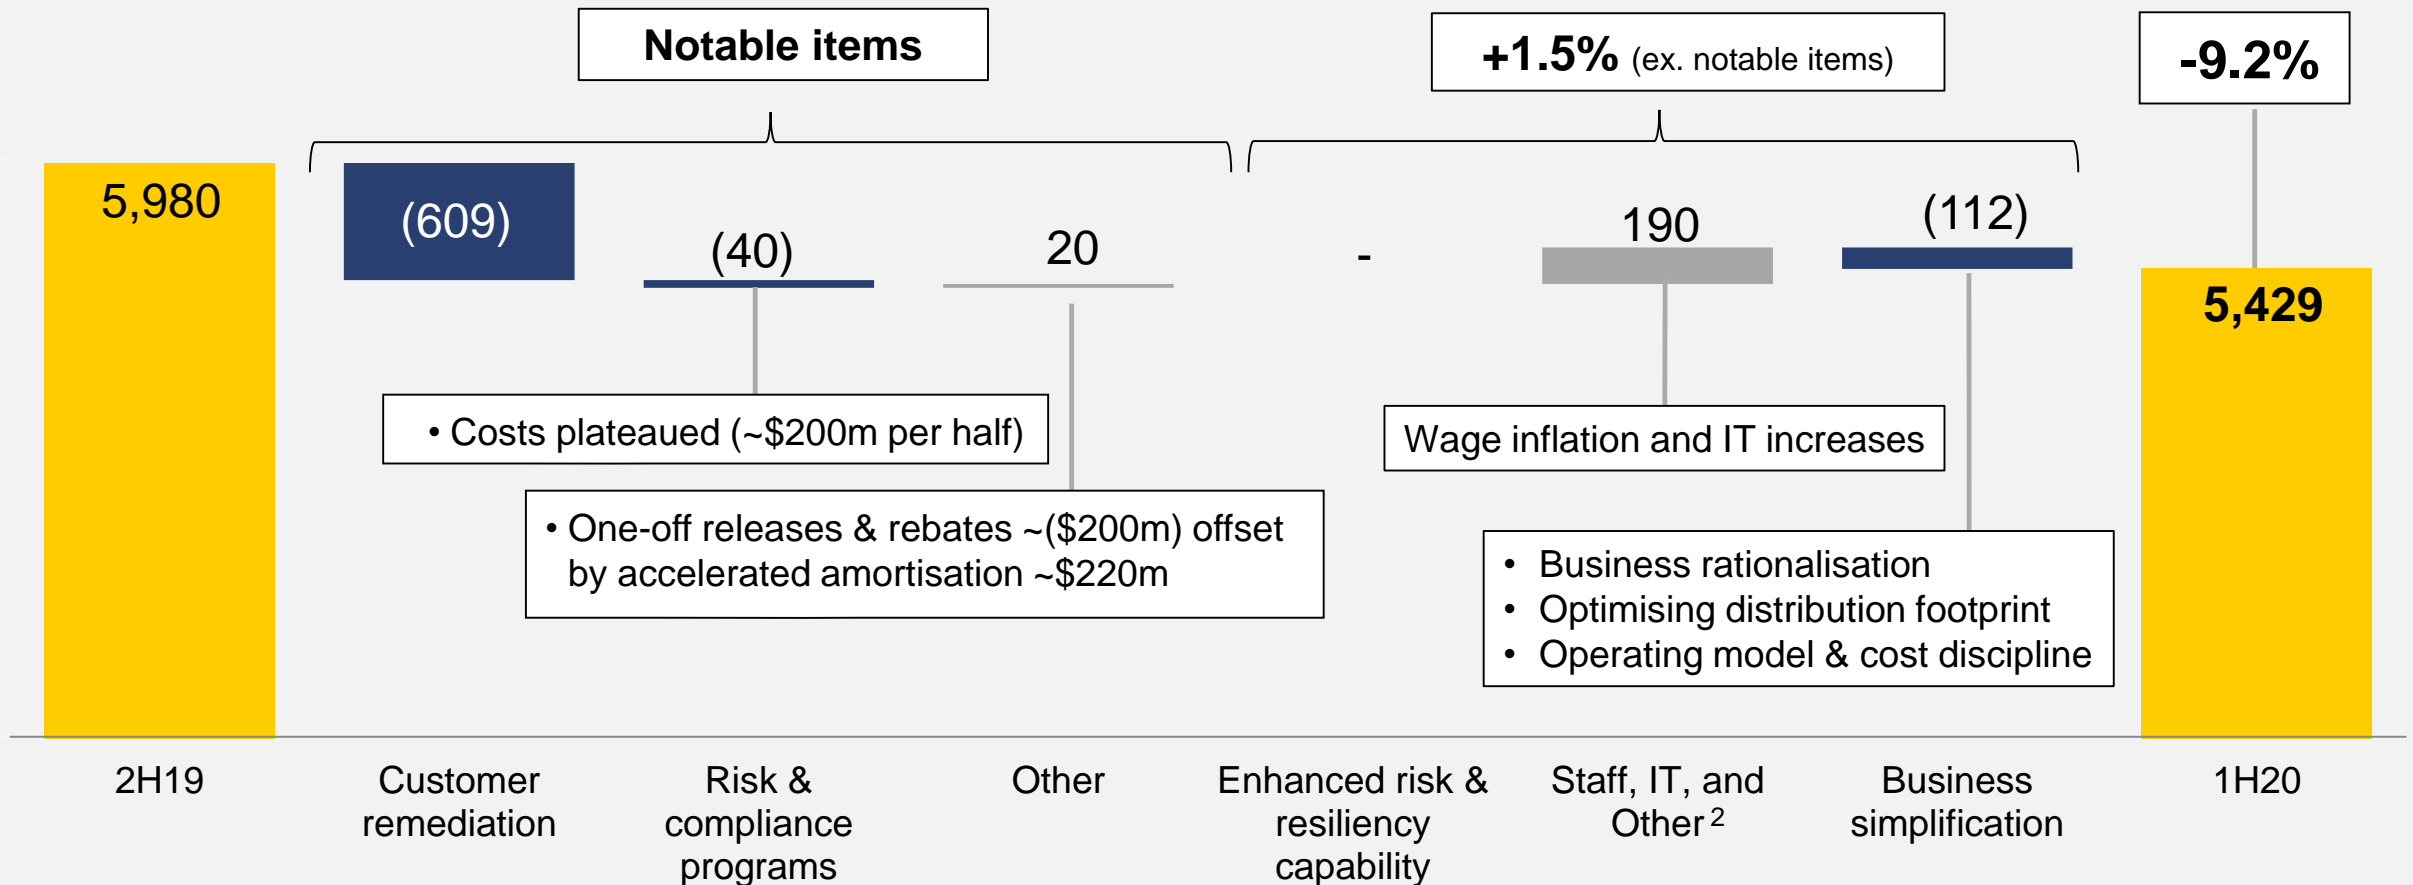 Notable items
+1.5% (ex. notable items)
-9.2%
5,980
(609)
(40)
20
-
190
(112)
5,429
• Costs plateaued (~$200m per half)
Wage inflation and IT increases
• One-off releases & rebates ~($200m) offset
by accelerated amortisation ~$220m
• Business rationalisation
• Optimising distribution footprint
• Operating model & cost discipline
2H19
Customer
remediation
Risk &
compliance
programs
Other
Enhanced risk &
resiliency
capability
Staff, IT, and
Other 2
Business
simplification
1H20